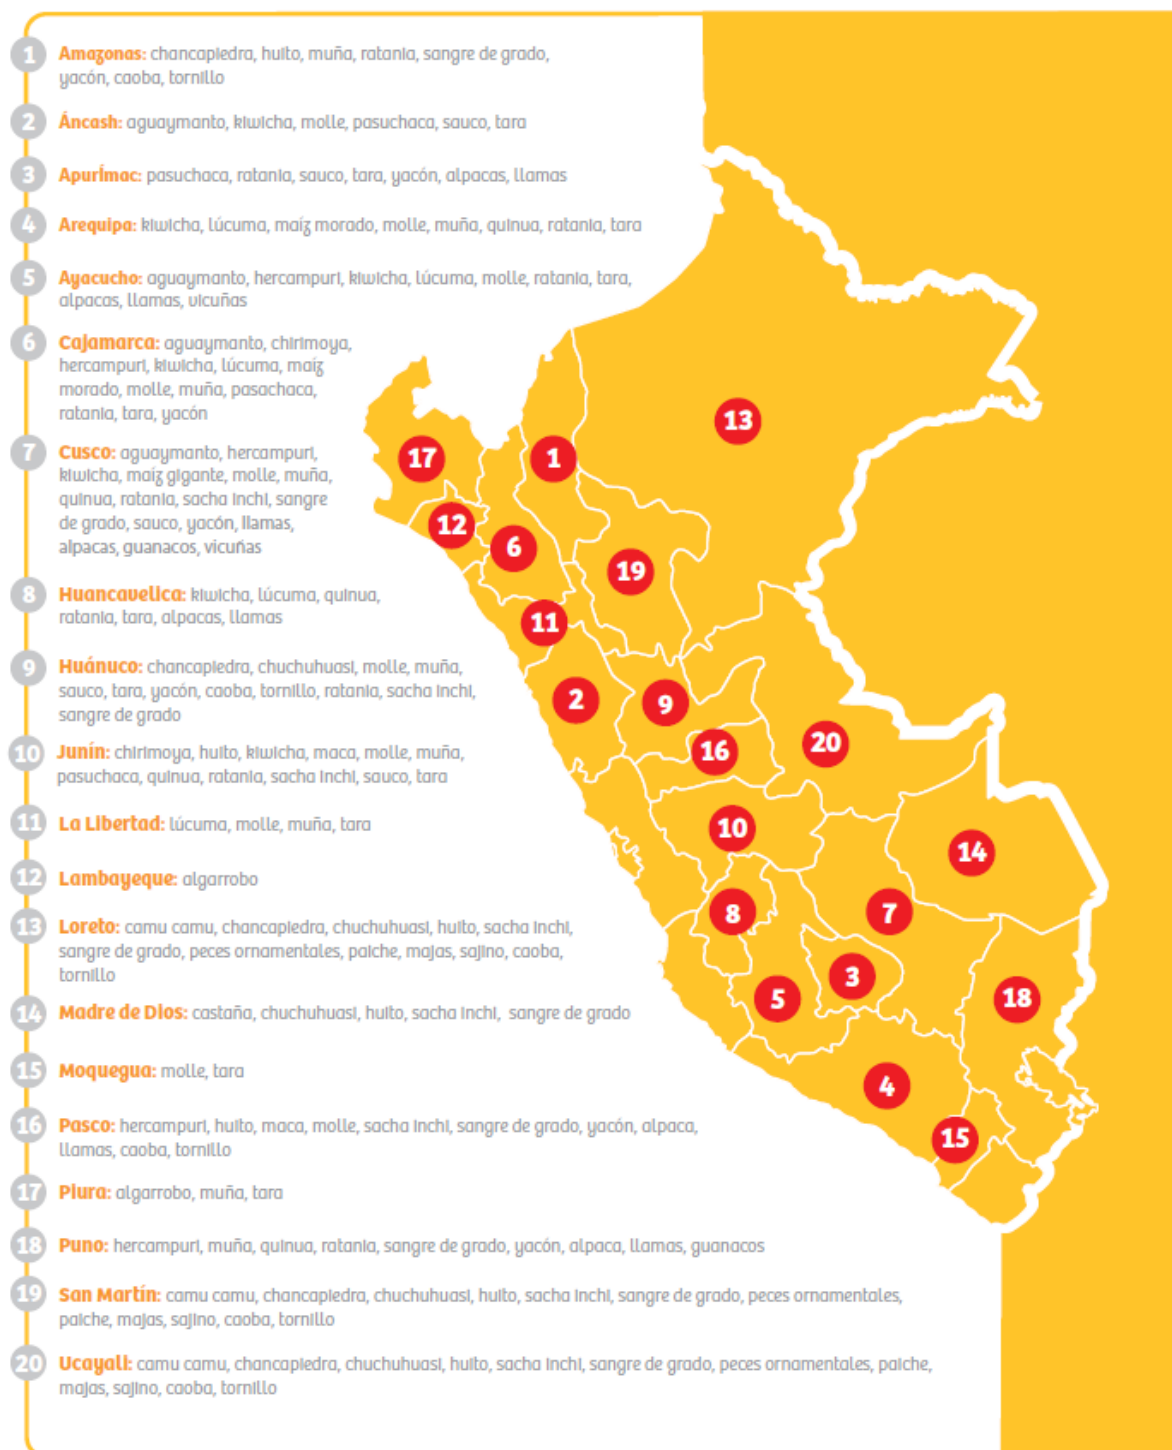 1 Amazonas: chancapiedra, huito, muña, ratania, sangre de grado,
yacón, caoba, tornillo
2 Áncash: aguaymanto, kiwicha, molle, pasuchaca, sauco, tara
3 Apurímac: pasuchaca, ratania, sauco, tara, yacón, alpacas, llamas
4 Arequipa: kiwicha, lúcuma, maíz morado, molle, muña, quinua, ratania, tara
5 Ayacucho: aguaymanto, hercampuri, kiwicha, lúcuma, molle, ratania, tara,
alpacas, llamas, vicuñas
6 Cajamarca: aguaymanto, chirimoya,
hercampuri, kiwicha, lúcuma, maíz
morado, molle, muña, pasachaca,
ratania, tara, yacón
7 Cusco: aguaymanto, hercampuri,
kiwicha, maíz gigante, molle, muña,
quinua, ratania, sacha inchi, sangre
de grado, sauco, yacón, llamas,
alpacas, guanacos, vicuñas
8 Huancavelica: kiwicha, lúcuma, quinua,
ratania, tara, alpacas, llamas
9 Huánuco: chancapiedra, chuchuhuasi, molle, muña,
sauco, tara, yacón, caoba, tornillo, ratania, sacha inchi,
sangre de grado
10 Junín: chirimoya, huito, kiwicha, maca, molle, muña,
pasuchaca, quinua, ratania, sacha inchi, sauco, tara
11 La Libertad: lúcuma, molle, muña, tara
12 Lambayeque: algarrobo
13 Loreto: camu camu, chancapiedra, chuchuhuasi, huito, sacha inchi,
sangre de grado, peces ornamentales, paiche, majas, sajino, caoba,
tornillo
14 Madre de Dios: castaña, chuchuhuasi, huito, sacha inchi, sangre de grado
15 Moquegua: molle, tara
16 Pasco: hercampuri, huito, maca, molle, sacha inchi, sangre de grado, yacón, alpaca,
llamas, caoba, tornillo
17 Piura: algarrobo, muña, tara
18 Puno: hercampuri, muña, quinua, ratania, sangre de grado, yacón, alpaca, llamas, guanacos
19 San Martín: camu camu, chancapiedra, chuchuhuasi, huito, sacha inchi, sangre de grado, peces ornamentales,
paiche, majas, sajino, caoba, tornillo
20 Ucayali: camu camu, chancapiedra, chuchuhuasi, huito, sacha inchi, sangre de grado, peces ornamentales, paiche,
majas, sajino, caoba, tornillo
13
17
1
12
6
19
11
2
9
16
20
10
14
8
7
3
5
18
4
15